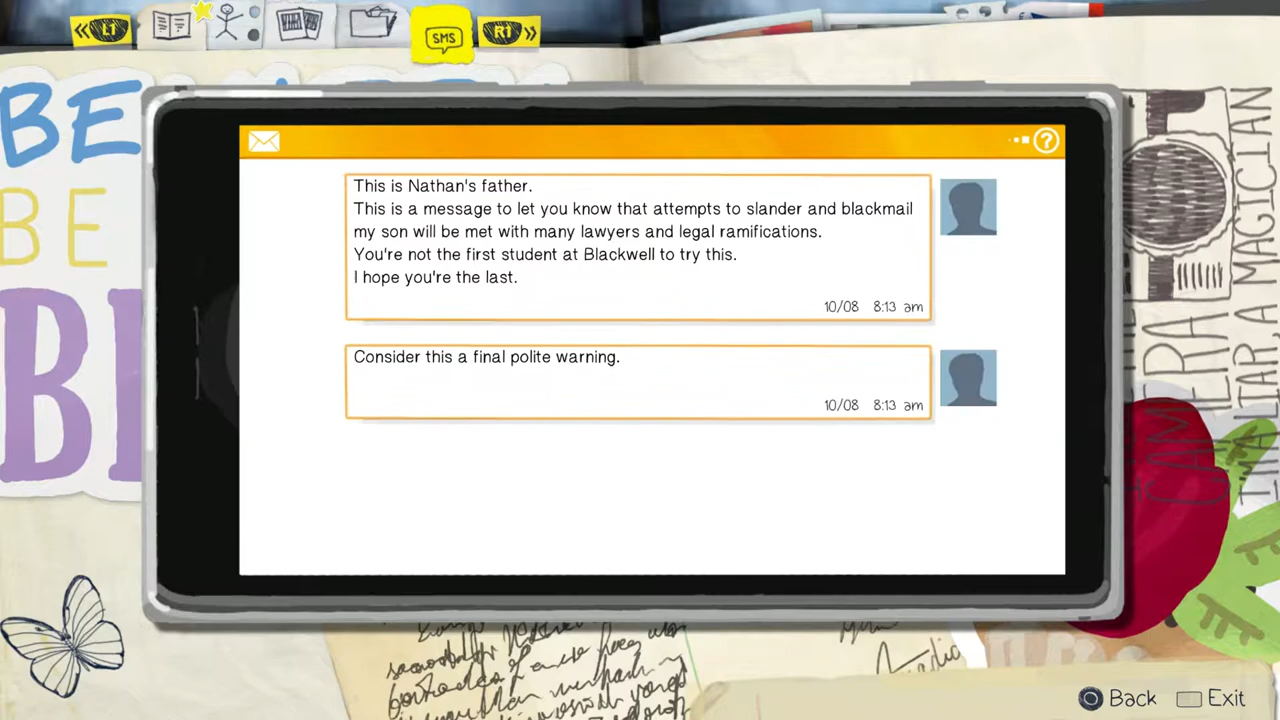 LT
SMS
R1
BE
BE
This is Nathan's father.
This is a message to let you know that attempts to slander and blackmail
my son will be met with many lawyers and legal ramifications.
You're not the first student at Blackwell to try this.
I hope you're the last.
10/08 8:13 am
Consider this a final polite warning.
10/08 8:13 am
CAMERA
I'M A LIAR, A MAGICIAN
Back
Exit